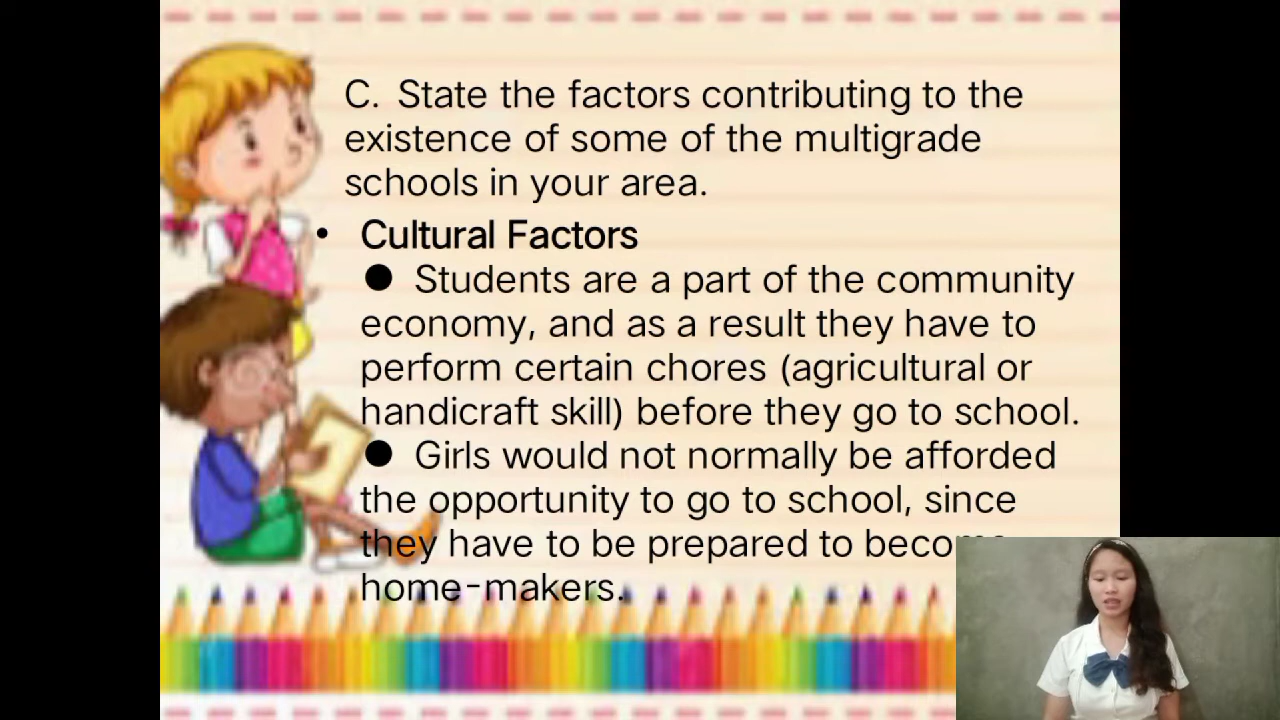 C. State the factors contributing to the
existence of some of the multigrade
schools in your area.
• Cultural Factors
● Students are a part of the community
economy, and as a result they have to
perform certain chores (agricultural or
handicraft skill) before they go to school.
● Girls would not normally be afforded
the opportunity to go to school, since
they have to be prepared to become
home-makers.